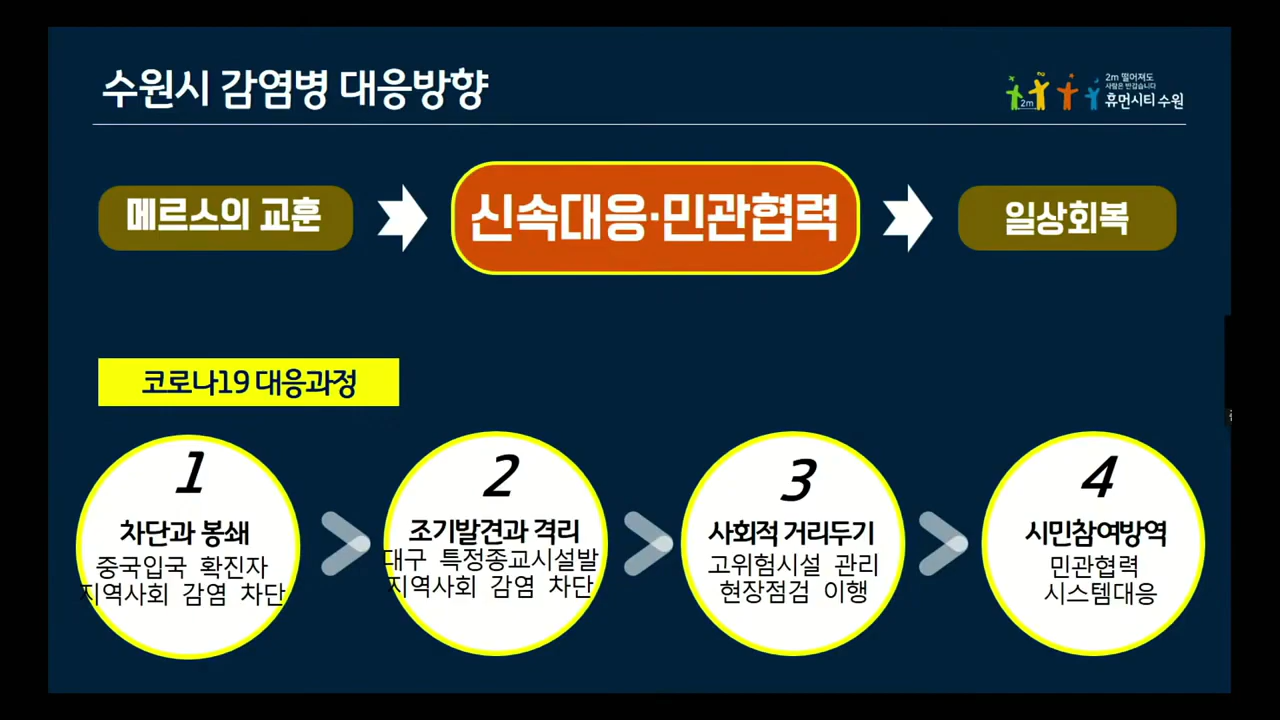 수원시 감염병 대응방향
2m 떨어져도
사람은 반갑습니다
2m
휴먼시티 수원
메르스의 교훈
신속대응·민관협력
일상회복
코로나19 대응과정
1
차단과 봉쇄
중국입국 확진자
지역사회 감염 차단
2
조기발견과 격리
대구 특정종교시설발
지역사회 감염 차단
3
사회적 거리두기
고위험시설 관리
현장점검 이행
4
시민참여방역
민관협력
시스템대응